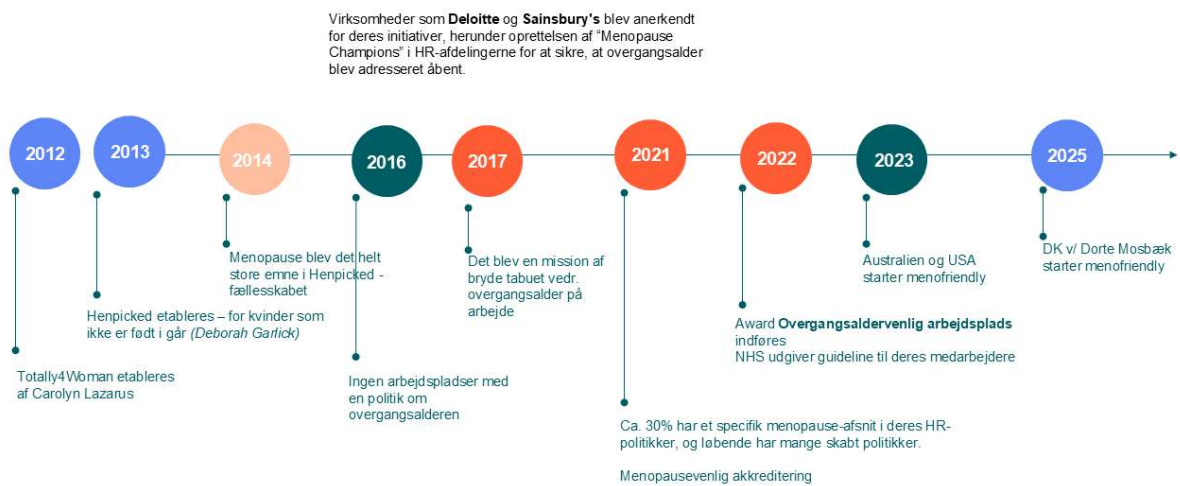 Virksomheder som Deloitte og Sainsbury's blev anerkendt
for deres initiativer, herunder oprettelsen af “Menopause
Champions” i HR-afdelingerne for at sikre, at overgangsalder
blev adresseret åbent.
2012
2013
2014
2016
2017
2021
2022
2023
2025
Totally4Woman etableres
af Carolyn Lazarus
Henpicked etableres – for kvinder som
ikke er født i går (Deborah Garlick)
Menopause blev det helt
store emne i Henpicked -
fællesskabet
Ingen arbejdspladser med
en politik om
overgangsalderen
Det blev en mission af
bryde tabuet vedr.
overgangsalder på
arbejde
Ca. 30% har et specifik menopause-afsnit i deres HR-
politikker, og løbende har mange skabt politikker.
Menopausevenlig akkreditering
Award Overgangsaldervenlig arbejdsplads
indføres
NHS udgiver guideline til deres medarbejdere
Australien og USA
starter menofriendly
DK v/ Dorte Mosbæk
starter menofriendly